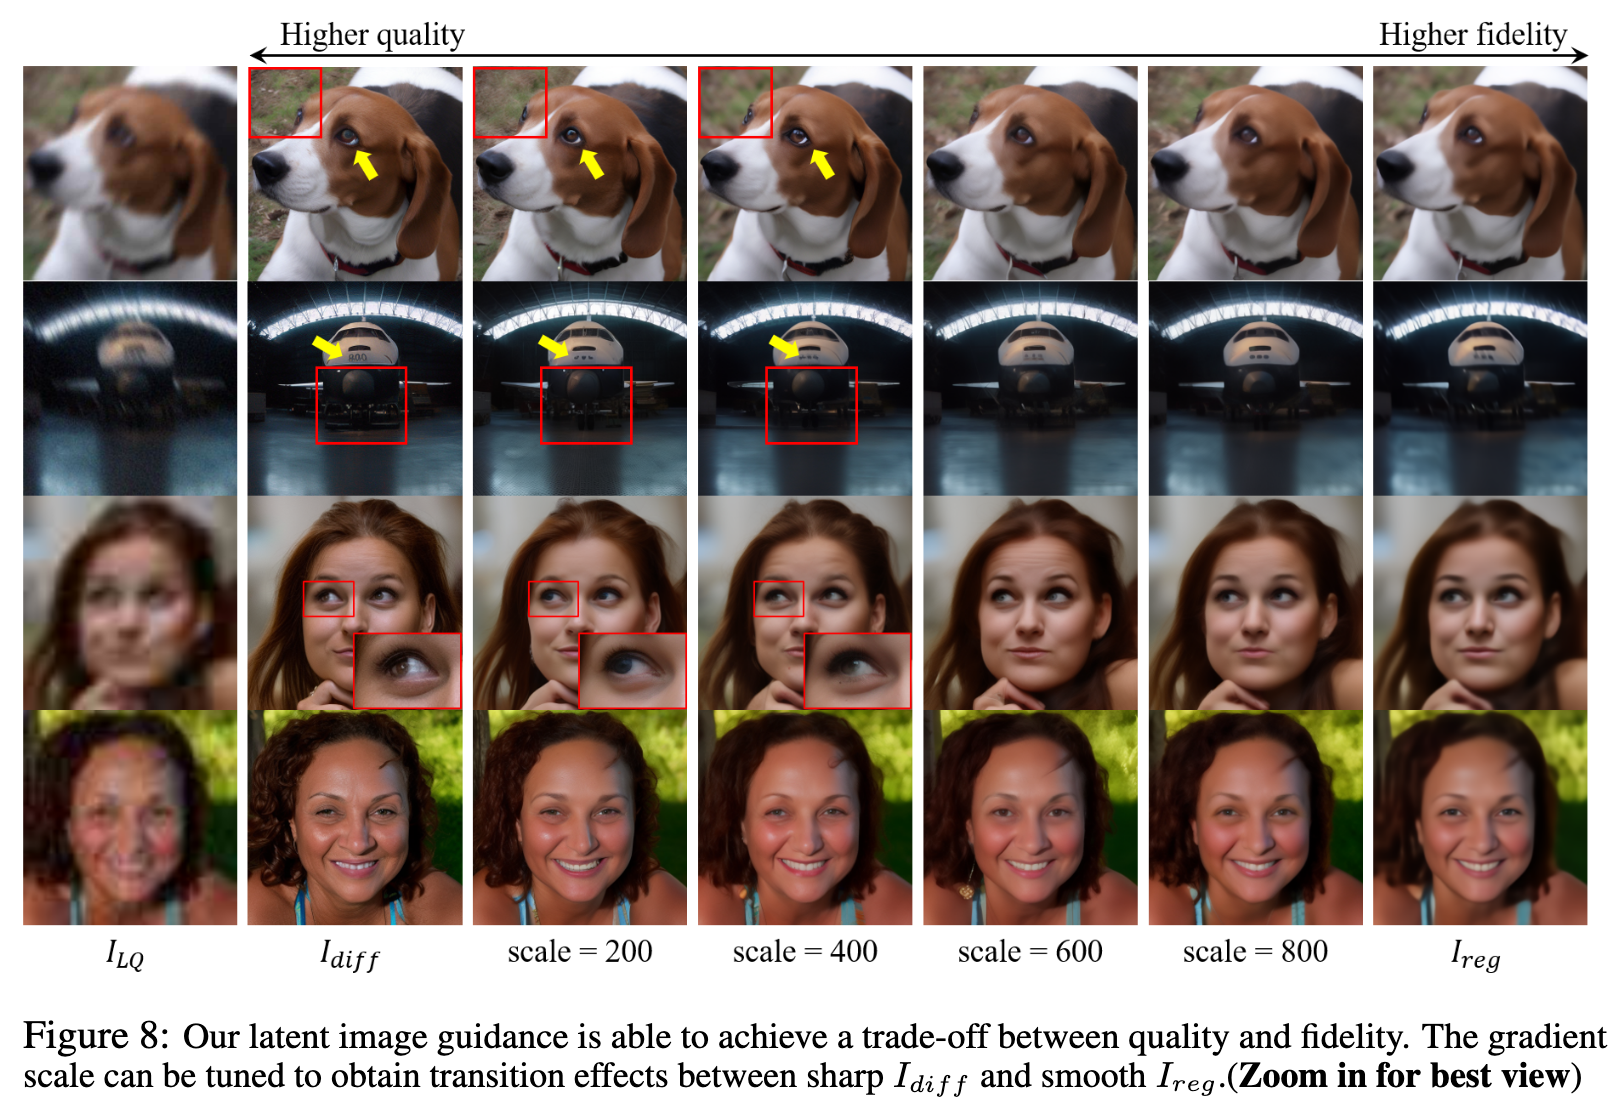 Higher quality Higher fidelity
I_LQ I_diff scale = 200 scale = 400 scale = 600 scale = 800 I_reg
Figure 8: Our latent image guidance is able to achieve a trade-off between quality and fidelity. The gradient
scale can be tuned to obtain transition effects between sharp I_diff and smooth I_reg.(Zoom in for best view)